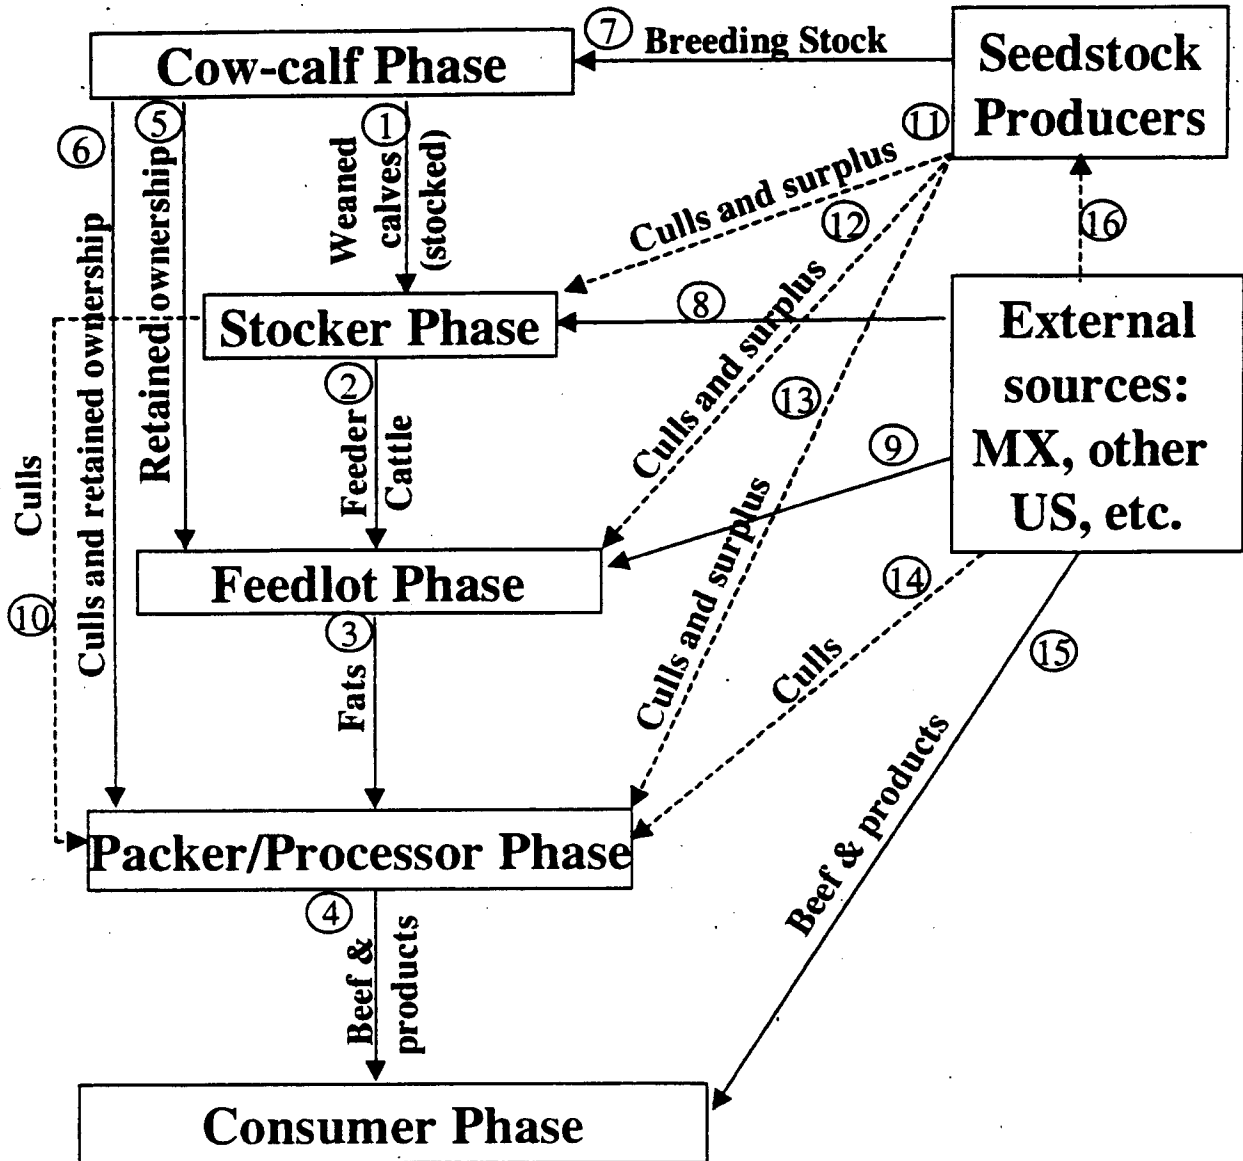 7
Breeding Stock
Cow-calf Phase
Seedstock
Producers
6
5
1
11
Weaned
calves
(stocked)
Retained ownership
Culls and retained ownership
Culls and surplus
12
16
8
Stocker Phase
External
sources:
MX, other
US, etc.
2
Feeder
Cattle
Culls and surplus
13
9
Culls
10
Feedlot Phase
3
Fats
Culls and surplus
14
Culls
15
Packer/Processor Phase
4
Beef &
products
Beef & products
Consumer Phase